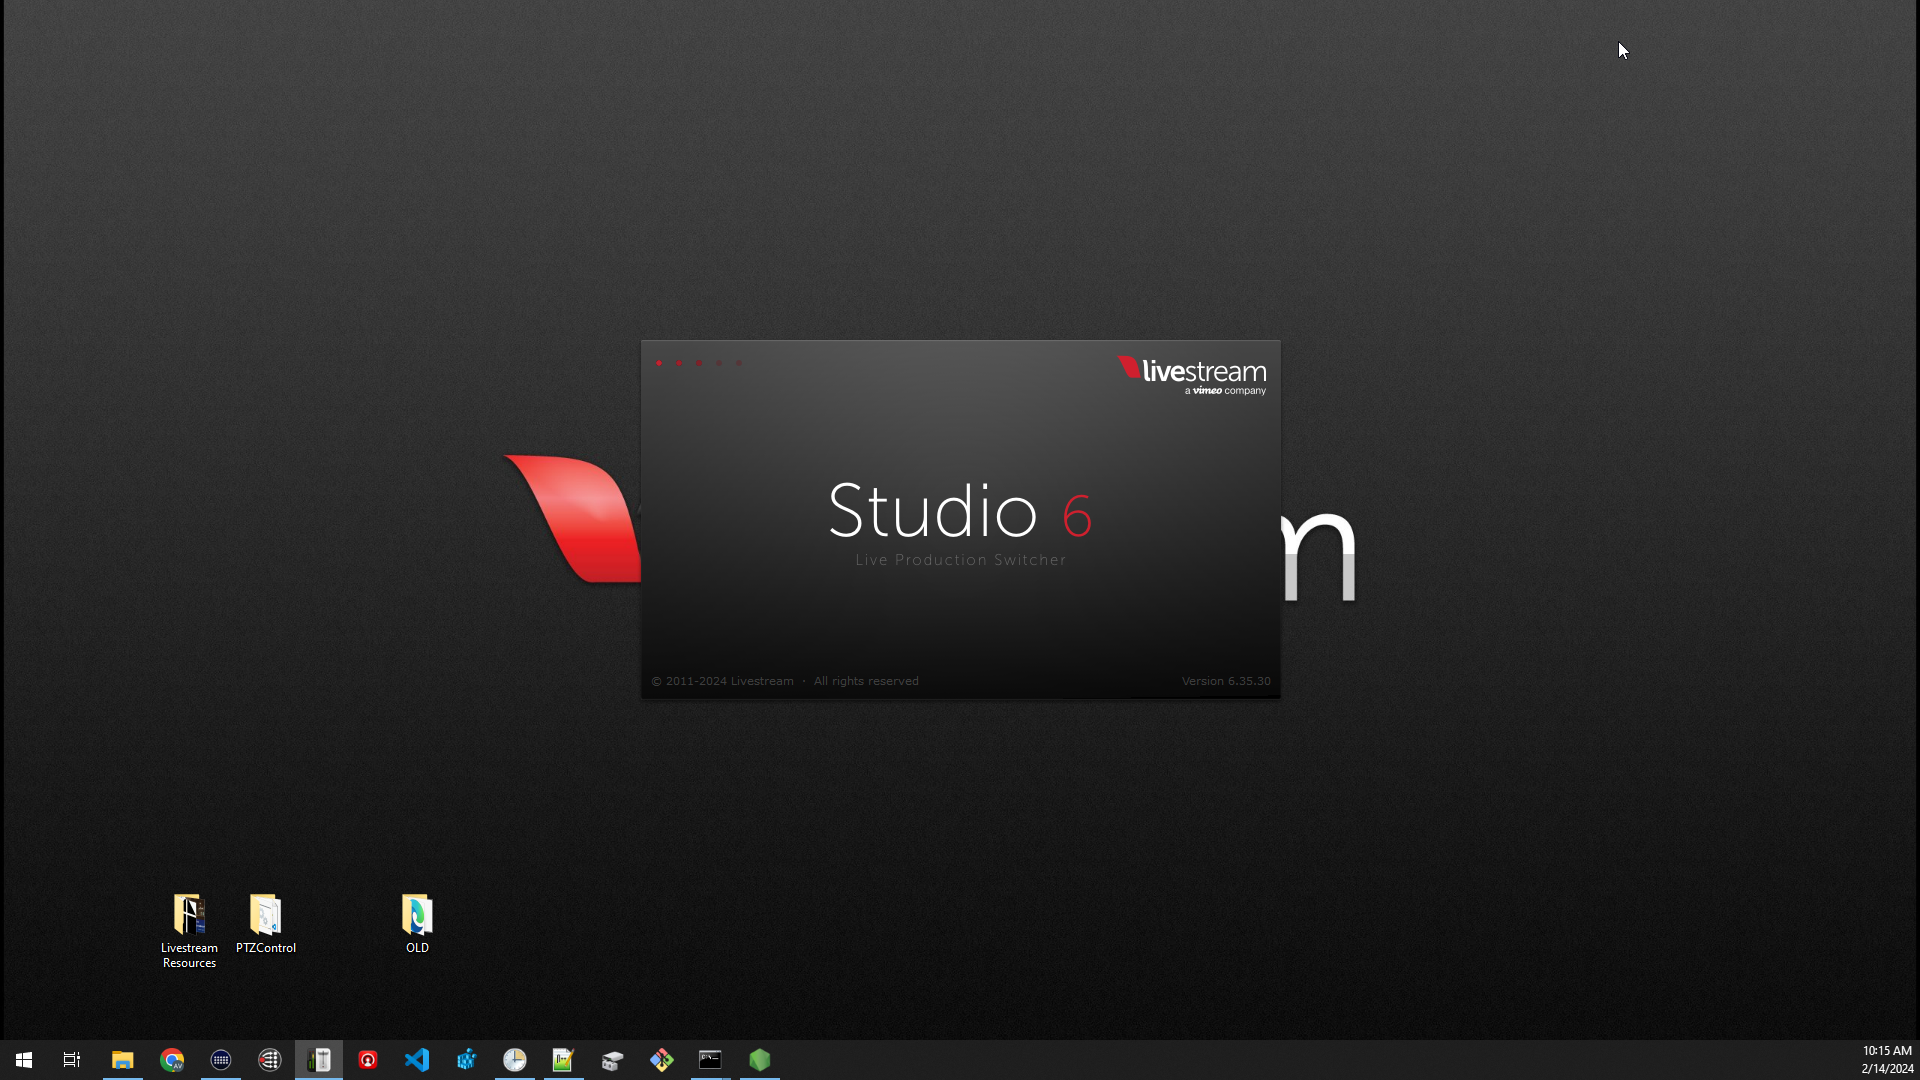 livestream
a vimeo company
Studio 6
Live Production Switcher
m
© 2011-2024 Livestream · All rights reserved
Version 6.35.30
Livestream
Resources
PTZControl
OLD
AV
10:15 AM
2/14/2024